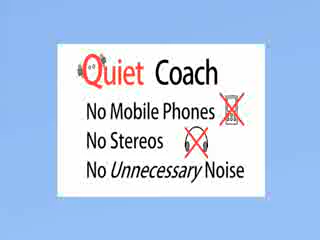 Quiet Coach
No Mobile Phones
No Stereos
No Unnecessary Noise